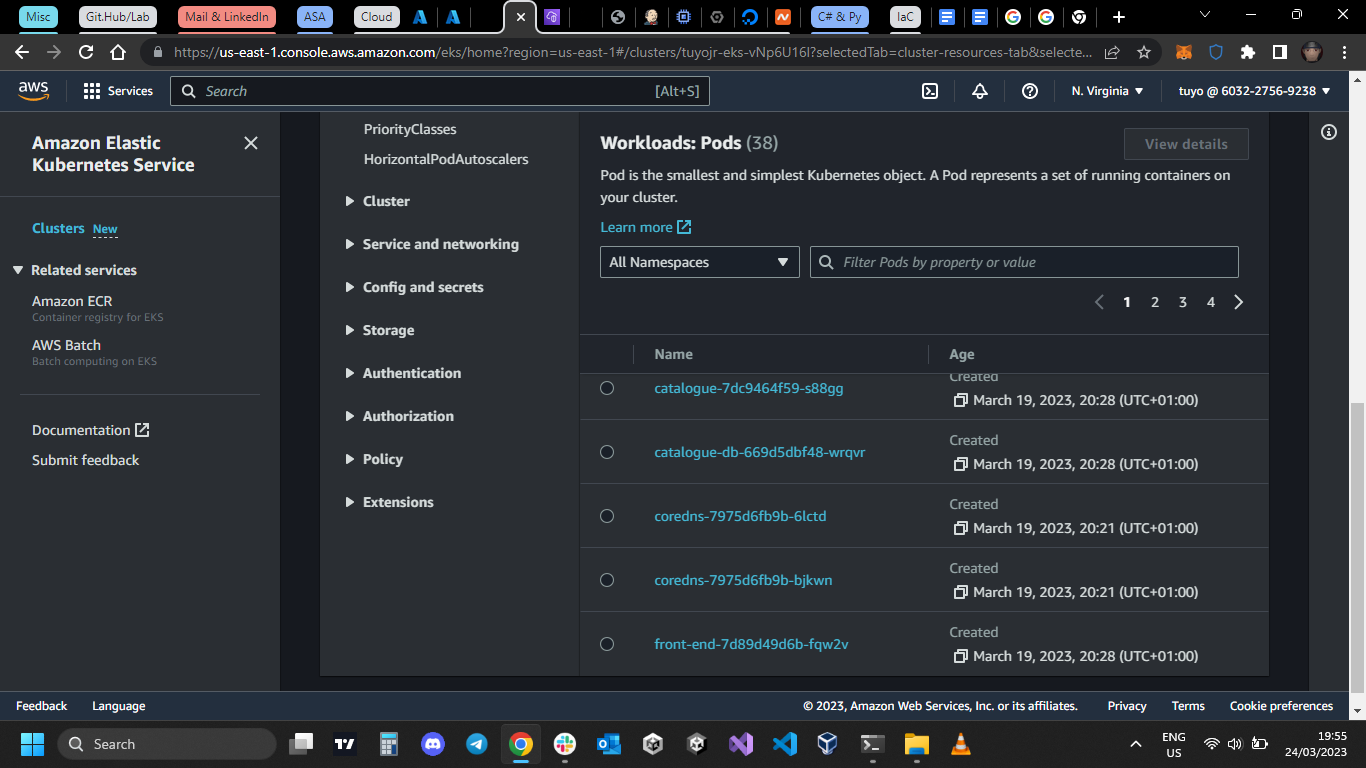 Misc
Git.Hub/Lab
Mail & LinkedIn
ASA
Cloud
C# & Py
IaC
https://us-east-1.console.aws.amazon.com/eks/home?region=us-east-1#/clusters/tuyojr-eks-vNp6U16l?selectedTab=cluster-resources-tab&selecte...
aws
Services
Search
[Alt+S]
N. Virginia
tuyo @ 6032-2756-9238
Amazon Elastic
Kubernetes Service
Clusters New
Related services
Amazon ECR
Container registry for EKS
AWS Batch
Batch computing on EKS
Documentation
Submit feedback
PriorityClasses
HorizontalPodAutoscalers
Cluster
Service and networking
Config and secrets
Storage
Authentication
Authorization
Policy
Extensions
Workloads: Pods (38)
View details
Pod is the smallest and simplest Kubernetes object. A Pod represents a set of running containers on
your cluster.
Learn more
All Namespaces
Filter Pods by property or value
1 2 3 4
Name
Age
Created
catalogue-7dc9464f59-s88gg
March 19, 2023, 20:28 (UTC+01:00)
Created
catalogue-db-669d5dbf48-wrqvr
March 19, 2023, 20:28 (UTC+01:00)
Created
coredns-7975d6fb9b-6lctd
March 19, 2023, 20:21 (UTC+01:00)
Created
coredns-7975d6fb9b-bjkwn
March 19, 2023, 20:21 (UTC+01:00)
Created
front-end-7d89d49d6b-fqw2v
March 19, 2023, 20:28 (UTC+01:00)
Feedback
Language
© 2023, Amazon Web Services, Inc. or its affiliates.
Privacy
Terms
Cookie preferences
Search
ENG
US
19:55
24/03/2023